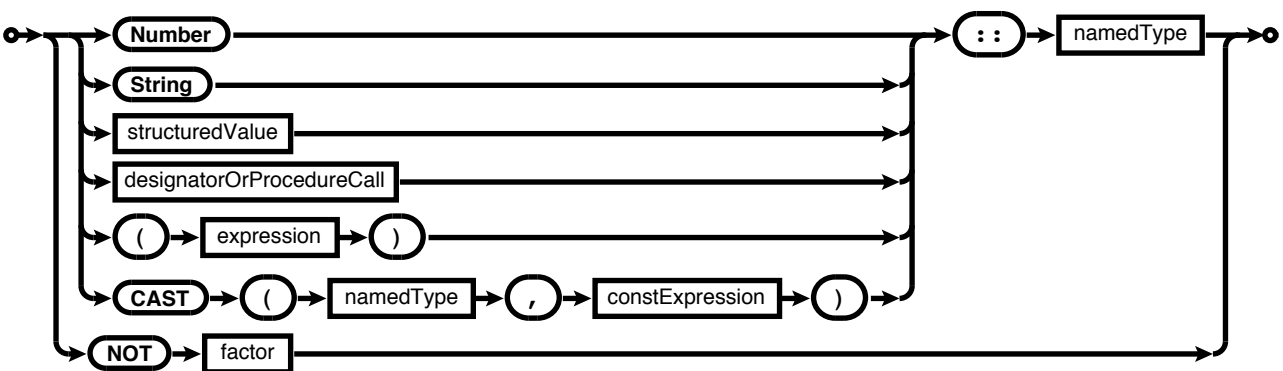 Number :: namedType
String
structuredValue
designatorOrProcedureCall
( expression )
CAST ( namedType , constExpression )
NOT factor